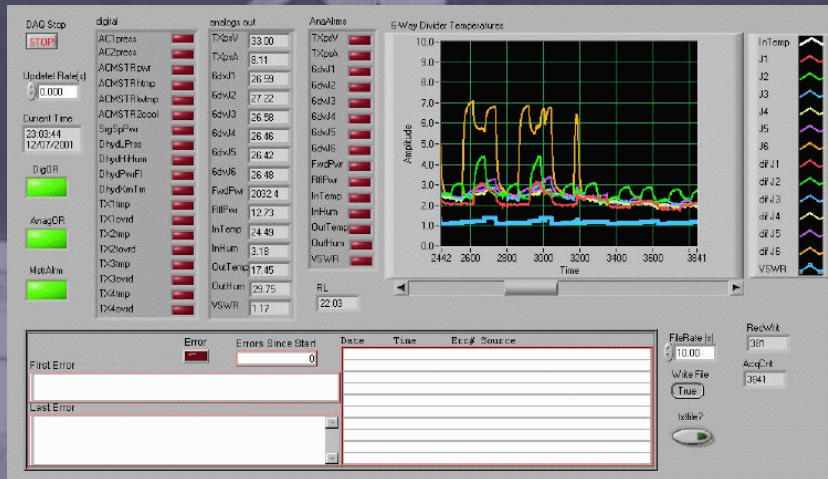 DAQ Stop
STOP
Updatel Rate(s)
0.000
Current Time
23:03:44
12/07/2001
DigOR
AnagOR
MstrAlrm
digital
AC1press
AC2press
ACMSTRpwr
ACMSTRhtmp
ACMSTRlwtmp
ACMSTR2cool
SrgSpPwr
DhydLPres
DhydHiHum
DhydPwrFl
DhydXmTm
TX1tmp
TX1ovrd
TX2tmp
TX2ovrd
TX3tmp
TX3ovrd
TX4tmp
TX4ovrd
analogs out
TXpsV 33.00
TXpsA 8.11
6dvJ1 26.59
6dvJ2 27.22
6dvJ3 26.58
6dvJ4 26.46
6dvJ5 26.42
6dvJ6 26.48
FwdPwr 2032.4
RflPwr 12.73
InTemp 24.49
InHum 3.18
OutTemp 17.45
OutHum 29.75
VSWR 1.17
AnaAlrms
TXpsV
TXpsA
6dvJ1
6dvJ2
6dvJ3
6dvJ4
6dvJ5
6dvJ6
FwdPwr
RflPwr
InTemp
InHum
OutTemp
OutHum
VSWR
RL
22.03
6-Way Divider Temperatures
Amplitude
10.0
9.0
8.0
7.0
6.0
5.0
4.0
3.0
2.0
1.0
0.0
2442 2600 2800 3000 3200 3400 3600 3841
Time
InTemp
J1
J2
J3
J4
J5
J6
difJ1
difJ2
difJ3
difJ4
difJ5
difJ6
VSWR
Error
Errors Since Start
0
First Error
Last Error
Date Time Err# Source
FileRate (s)
10.00
Write File
True
txtfile?
RecWrit
381
AcqCnt
3841